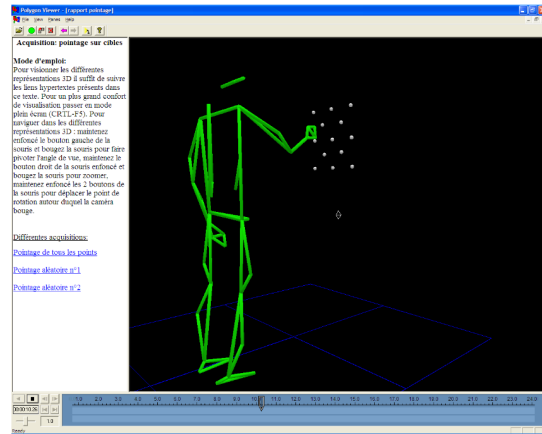 Polygon Viewer - [rapport pointage]
File View Panes Help
Acquisition: pointage sur cibles
Mode d'emploi:
Pour visionner les différentes
représentations 3D il suffit de suivre
les liens hypertextes présents dans
ce texte. Pour un plus grand confort
de visualisation passer en mode
plein écran (CRTL-F5). Pour
naviguer dans les différentes
représentations 3D : maintenez
enfoncé le bouton gauche de la
souris et bougez la souris pour faire
pivoter l'angle de vue, maintenez le
bouton droit de la souris enfoncé et
bougez la souris pour zoomer,
maintenez enfoncé les 2 boutons de
la souris pour déplacer le point de
rotation autour duquel la caméra
bouge.
Différentes acquisitions:
Pointage de tous les points
Pointage aléatoire n°1
Pointage aléatoire n°2
1.0 2.0 3.0 4.0 5.0 6.0 7.0 8.0 9.0 10.0 11.0 12.0 13.0 14.0 15.0 16.0 17.0 18.0 19.0 20.0 21.0 22.0 23.0 24.0
00:00:10.26
1.0
Ready